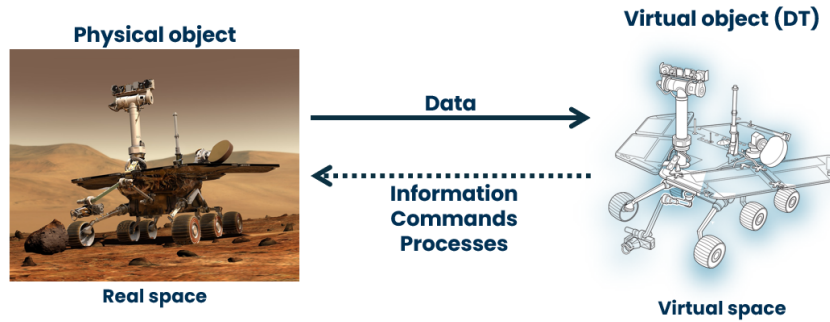 Physical object
Virtual object (DT)
Data
Information
Commands
Processes
Real space
Virtual space